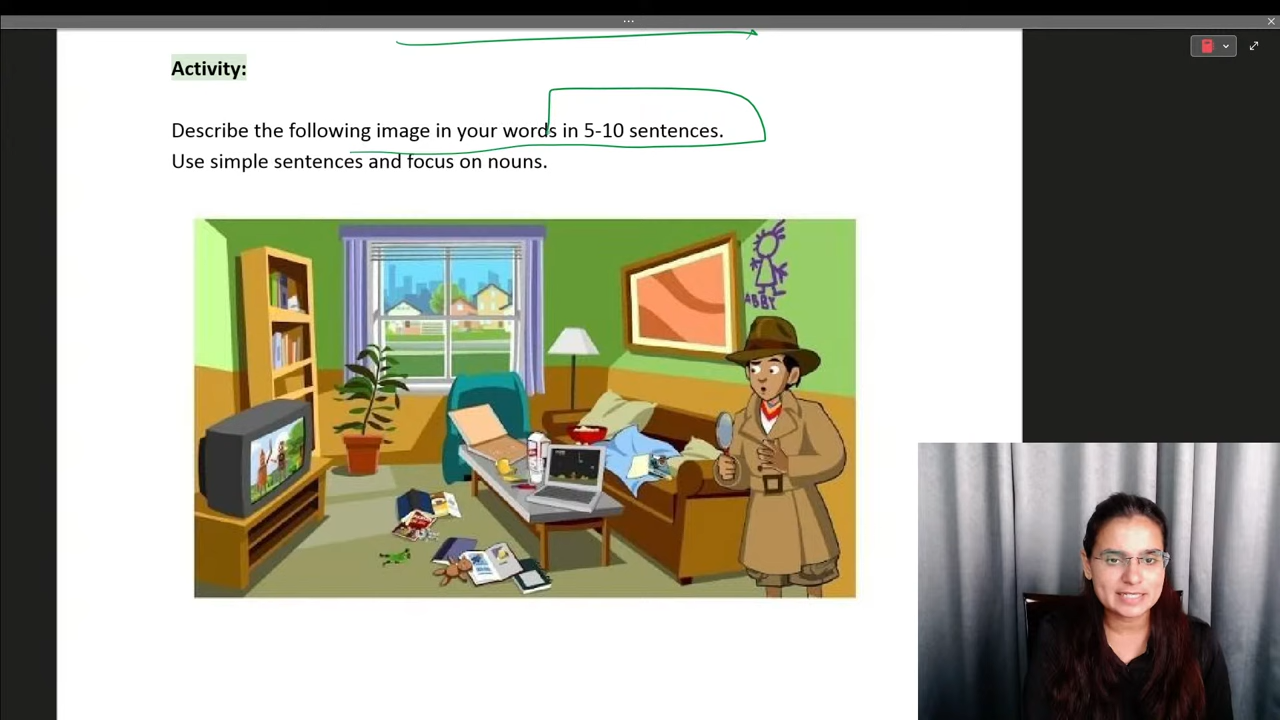 Activity:
Describe the following image in your words in 5-10 sentences.
Use simple sentences and focus on nouns.
ABBY